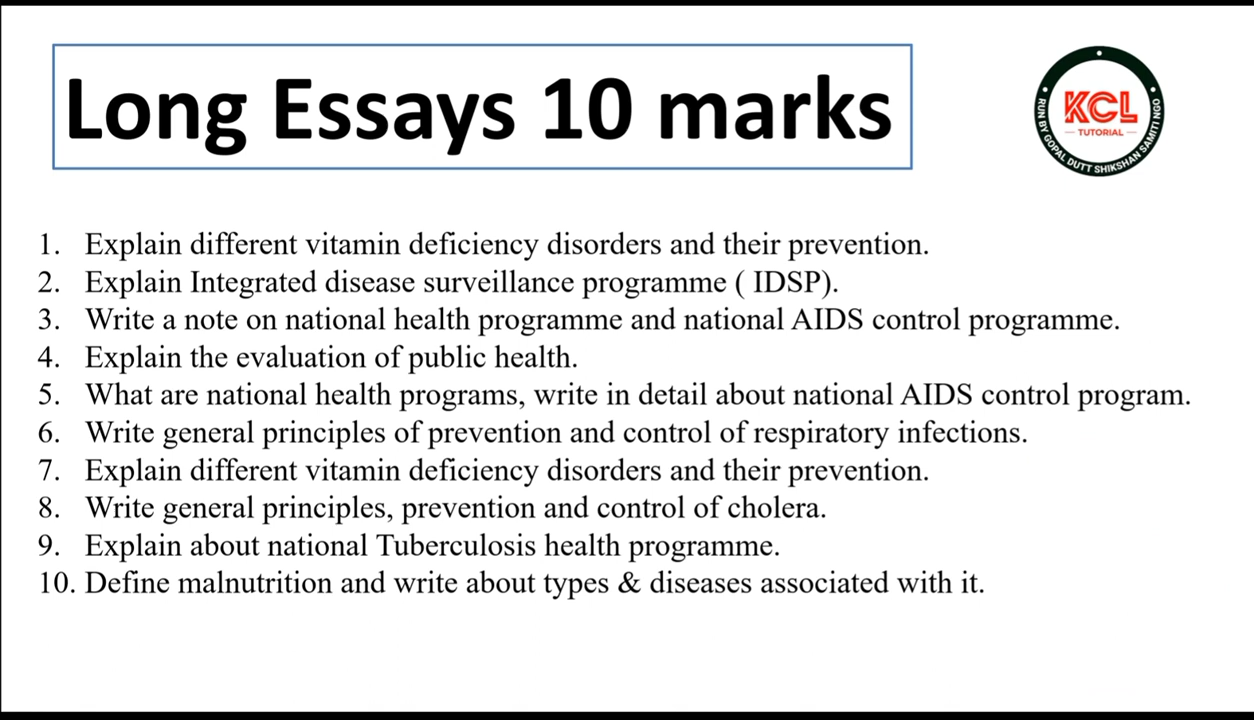 Long Essays 10 marks
KCL
TUTORIAL
RUN BY GOPAL DUTT SHIKSHAN SAMITI NGO
1. Explain different vitamin deficiency disorders and their prevention.
2. Explain Integrated disease surveillance programme ( IDSP).
3. Write a note on national health programme and national AIDS control programme.
4. Explain the evaluation of public health.
5. What are national health programs, write in detail about national AIDS control program.
6. Write general principles of prevention and control of respiratory infections.
7. Explain different vitamin deficiency disorders and their prevention.
8. Write general principles, prevention and control of cholera.
9. Explain about national Tuberculosis health programme.
10. Define malnutrition and write about types & diseases associated with it.